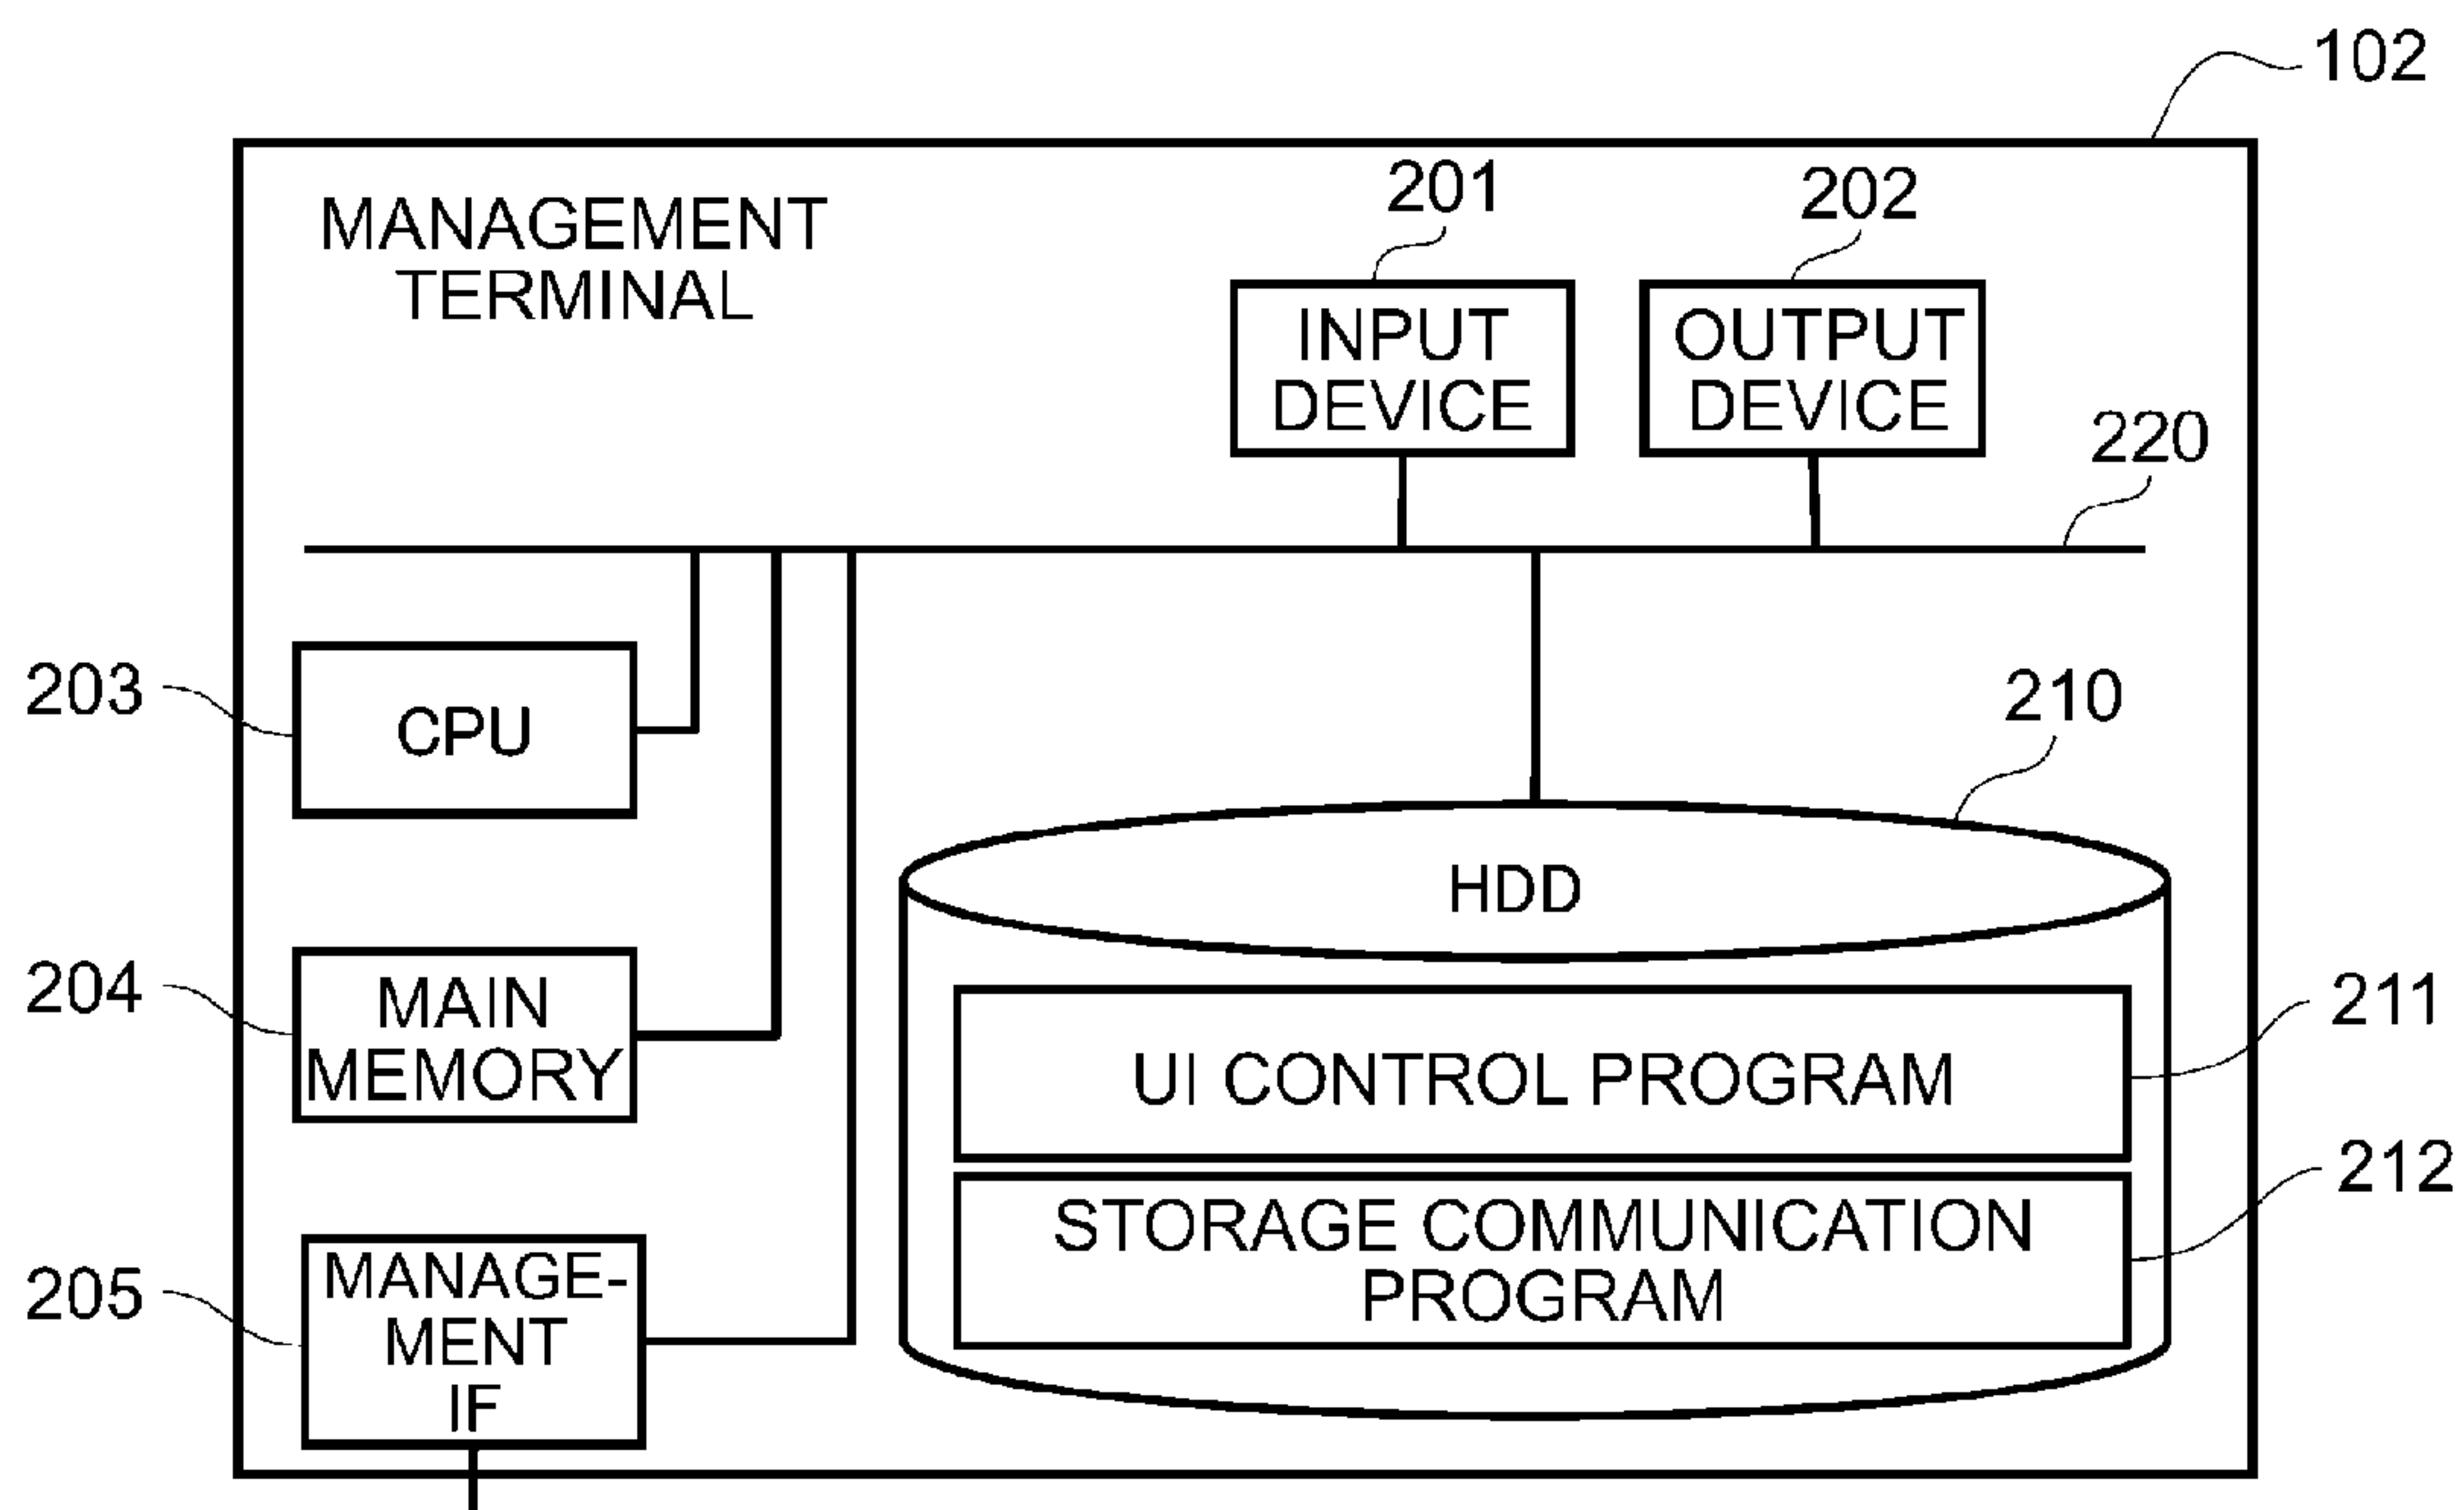 102
MANAGEMENT
TERMINAL
201
202
INPUT
DEVICE
OUTPUT
DEVICE
220
203
CPU
210
HDD
204
MAIN
MEMORY
211
UI CONTROL PROGRAM
212
STORAGE COMMUNICATION
PROGRAM
205
MANAGE-
MENT
IF